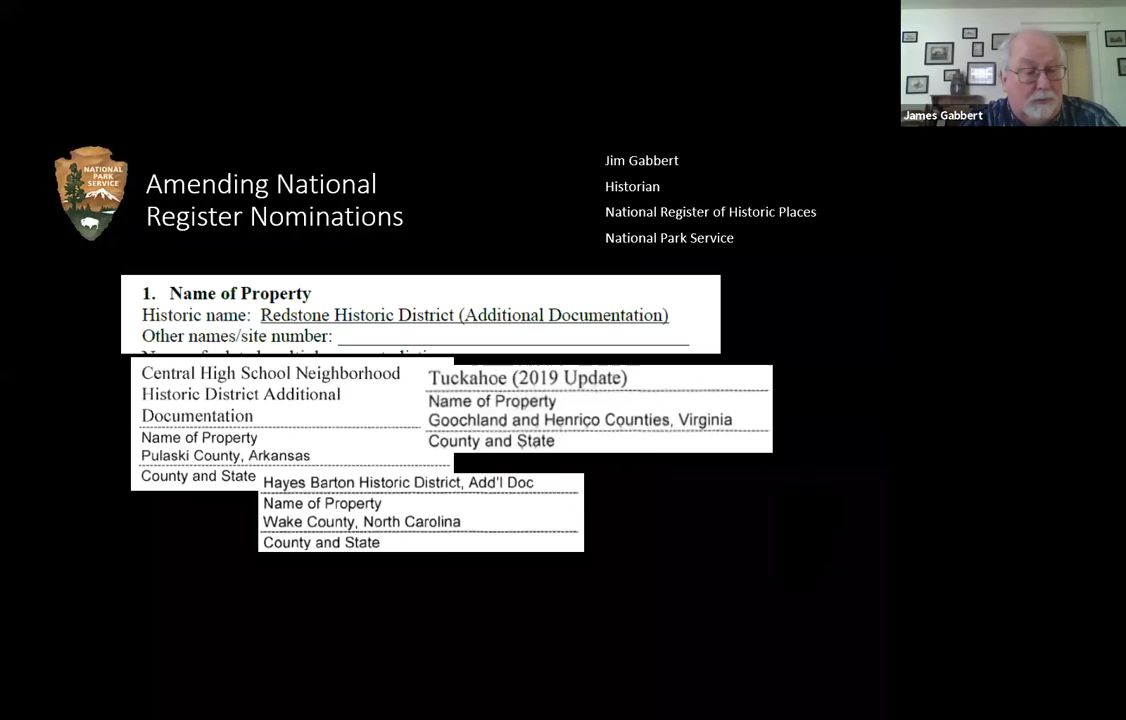 James Gabbert
NATIONAL
PARK
SERVICE
Amending National
Register Nominations
Jim Gabbert
Historian
National Register of Historic Places
National Park Service
1. Name of Property
Historic name: Redstone Historic District (Additional Documentation)
Other names/site number:
Central High School Neighborhood
Historic District Additional
Documentation
Name of Property
Pulaski County, Arkansas
County and State
Tuckahoe (2019 Update)
Name of Property
Goochland and Henrico Counties, Virginia
County and State
Hayes Barton Historic District, Add'l Doc
Name of Property
Wake County, North Carolina
County and State